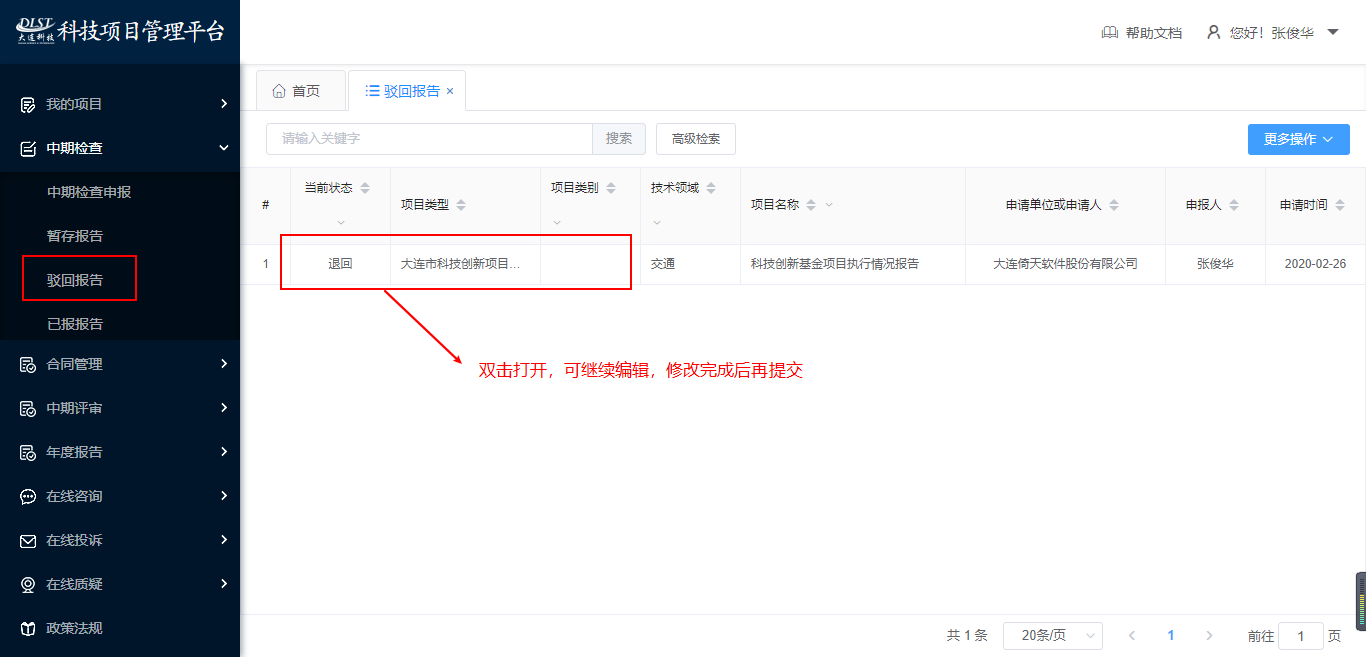 DLST
大连科技
科技项目管理平台
帮助文档
您好！张俊华
我的项目
中期检查
中期检查申报
暂存报告
驳回报告
已报报告
合同管理
中期评审
年度报告
在线咨询
在线投诉
在线质疑
政策法规
首页
驳回报告 ×
请输入关键字
搜索
高级检索
更多操作
# 当前状态 项目类型 项目类别 技术领域 项目名称 申请单位或申请人 申报人 申请时间
1 退回 大连市科技创新项目... 交通 科技创新基金项目执行情况报告 大连倚天软件股份有限公司 张俊华 2020-02-26
双击打开，可继续编辑，修改完成后再提交
共 1 条 20条/页 1 前往 1 页